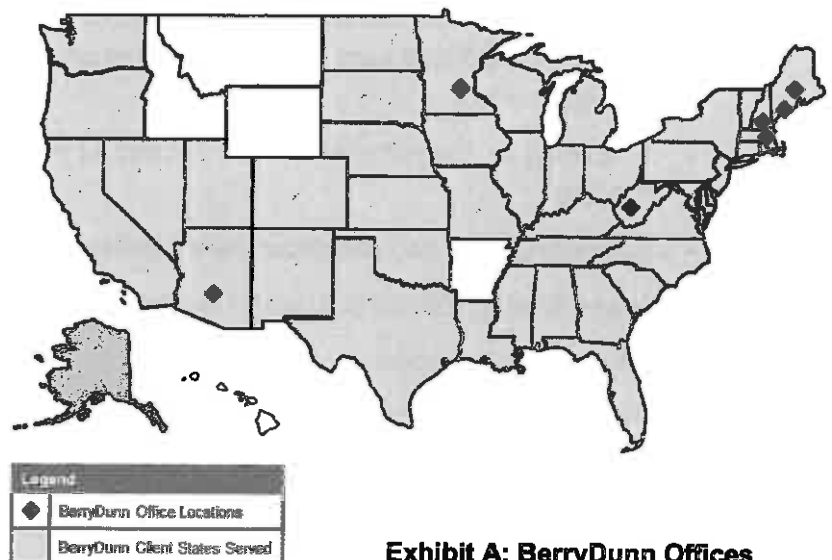 Legend
BerryDunn Office Locations
BerryDunn Client States Served
Exhibit A: BerryDunn Offices